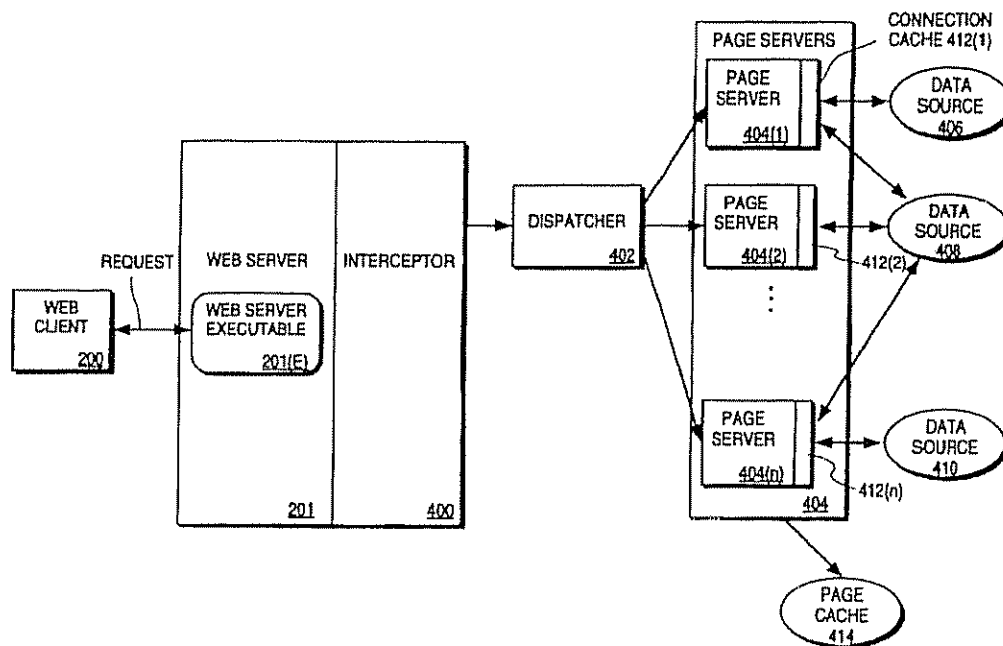 CONNECTION
CACHE 412(1)
PAGE SERVERS
PAGE
SERVER
404(1)
DATA
SOURCE
406
DISPATCHER
402
PAGE
SERVER
404(2)
412(2)
DATA
SOURCE
408
REQUEST
WEB SERVER
INTERCEPTOR
WEB
CLIENT
200
WEB SERVER
EXECUTABLE
201(E)
PAGE
SERVER
404(n)
412(n)
DATA
SOURCE
410
201
400
404
PAGE
CACHE
414